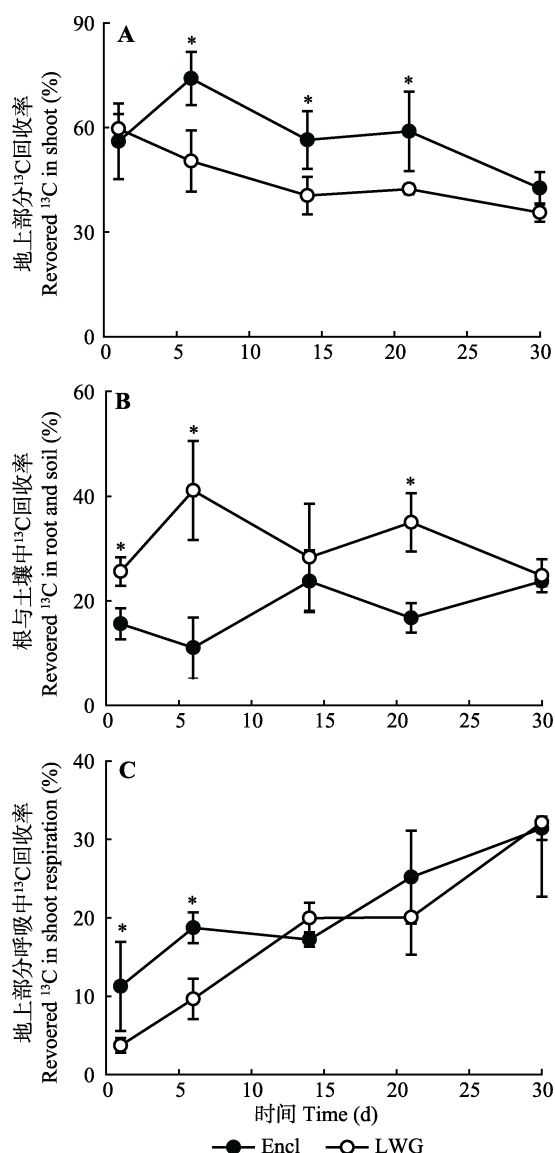 A
地上部分¹³C回收率
Revoered ¹³C in shoot (%)
90
60
30
0
* * *
0 5 10 15 20 25 30
B
根与土壤中¹³C回收率
Revoered ¹³C in root and soil (%)
60
40
20
0
* * *
0 5 10 15 20 25 30
C
地上部分呼吸中¹³C回收率
Revoered ¹³C in shoot respiration (%)
40
30
20
10
0
* *
0 5 10 15 20 25 30
时间 Time (d)
Encl LWG